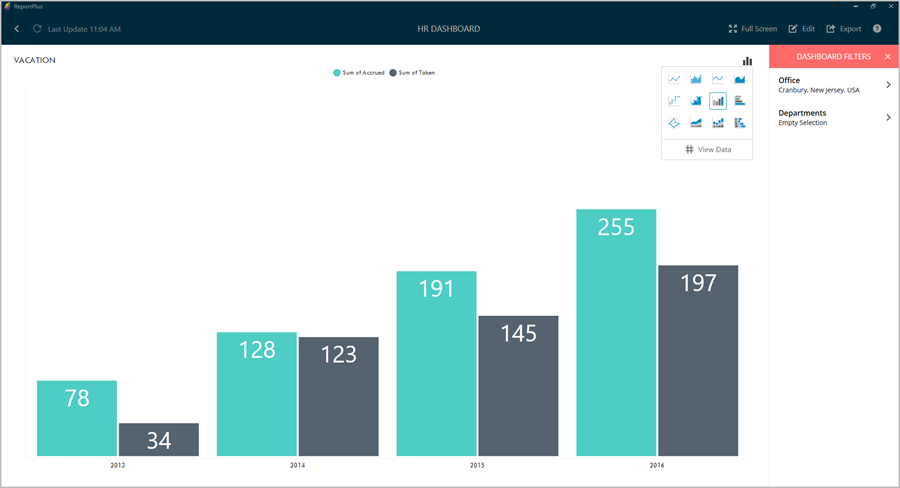 ReportPlus
Last Update 11:04 AM
HR DASHBOARD
Full Screen
Edit
Export
?
VACATION
Sum of Accrued
Sum of Taken
View Data
DASHBOARD FILTERS
Office
Cranbury, New Jersey, USA
Departments
Empty Selection
78
34
128
123
191
145
255
197
2013
2014
2015
2016